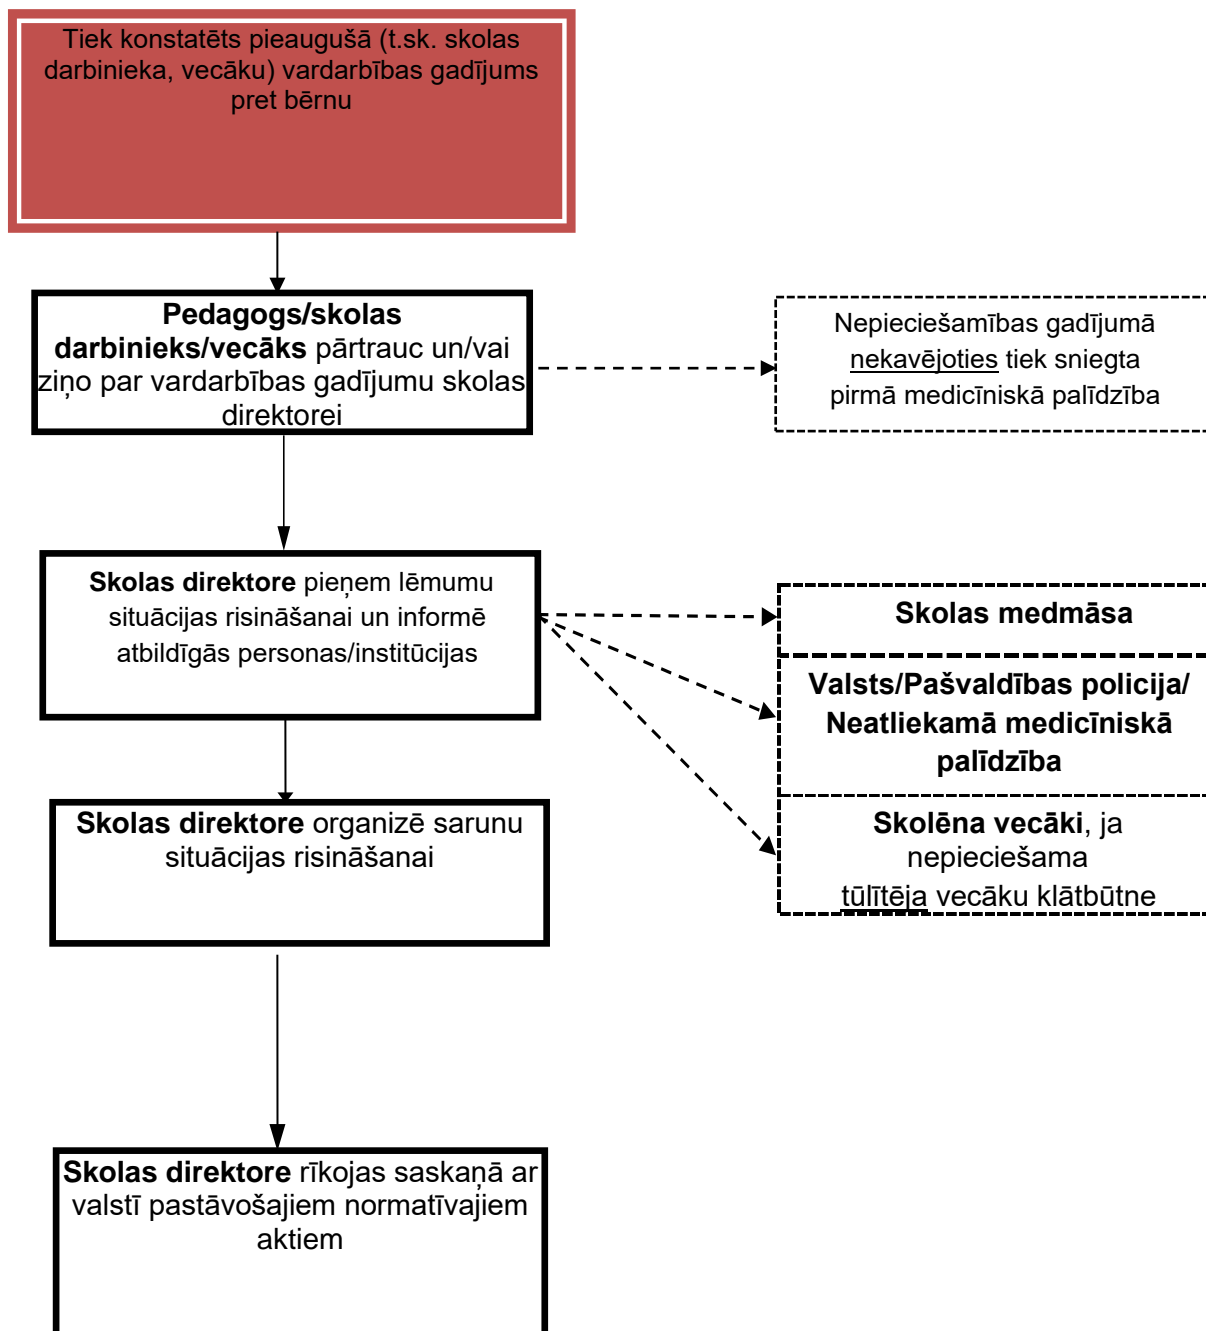 Tiek konstatēts pieaugušā (t.sk. skolas
darbinieka, vecāku) vardarbības gadījums
pret bērnu
Pedagogs/skolas
darbinieks/vecāks pārtrauc un/vai
ziņo par vardarbības gadījumu skolas
direktorei
Nepieciešamības gadījumā
nekavējoties tiek sniegta
pirmā medicīniskā palīdzība
Skolas direktore pieņem lēmumu
situācijas risināšanai un informē
atbildīgās personas/institūcijas
Skolas medmāsa
Valsts/Pašvaldības policija/
Neatliekamā medicīniskā
palīdzība
Skolēna vecāki, ja
nepieciešama
tūlītēja vecāku klātbūtne
Skolas direktore organizē sarunu
situācijas risināšanai
Skolas direktore rīkojas saskaņā ar
valstī pastāvošajiem normatīvajiem
aktiem